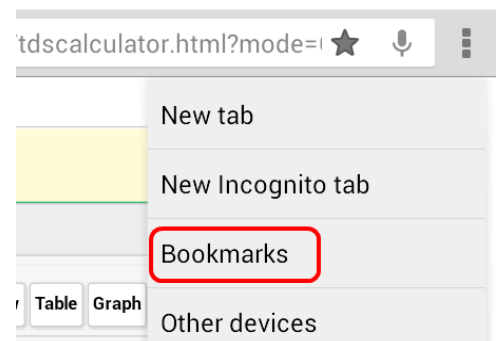 tdscalculator.html?mode=
New tab
New Incognito tab
Bookmarks
Table Graph
Other devices